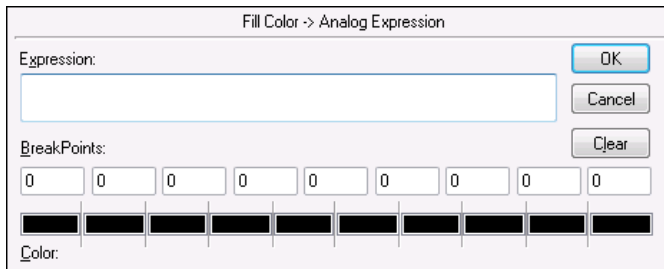 Fill Color -> Analog Expression
Expression:
OK
Cancel
Clear
BreakPoints:
0 0 0 0 0 0 0 0 0
Color: